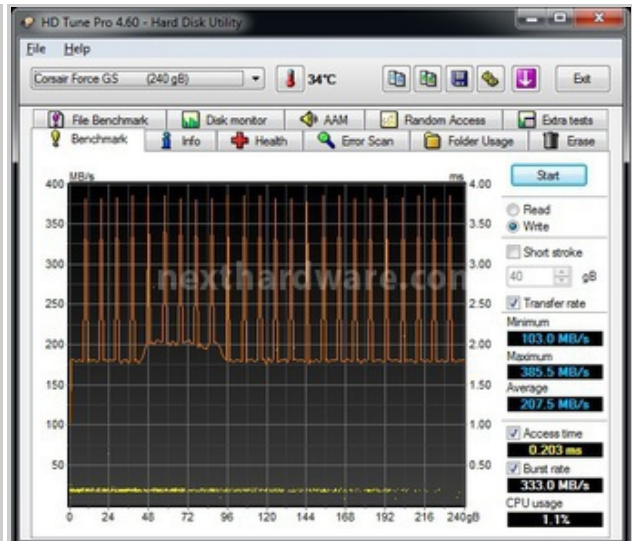 HD Tune Pro 4.60 - Hard Disk Utility
File Help
Corsair Force GS (240 gB) 34°C Exit
File Benchmark Disk monitor AAM Random Access Extra tests
Benchmark Info Health Error Scan Folder Usage Erase
MB/s ms Start
400 4.00
350 3.50 Read
Write
300 3.00 Short stroke
nexthardware.com
40 gB
250 2.50 Transfer rate
Minimum
103.0 MB/s
200 2.00 Maximum
385.5 MB/s
150 1.50 Average
207.5 MB/s
100 1.00 Access time
0.203 ms
50 0.50 Burst rate
333.0 MB/s
CPU usage
0 24 48 72 96 120 144 168 192 216 240gB 1.1%